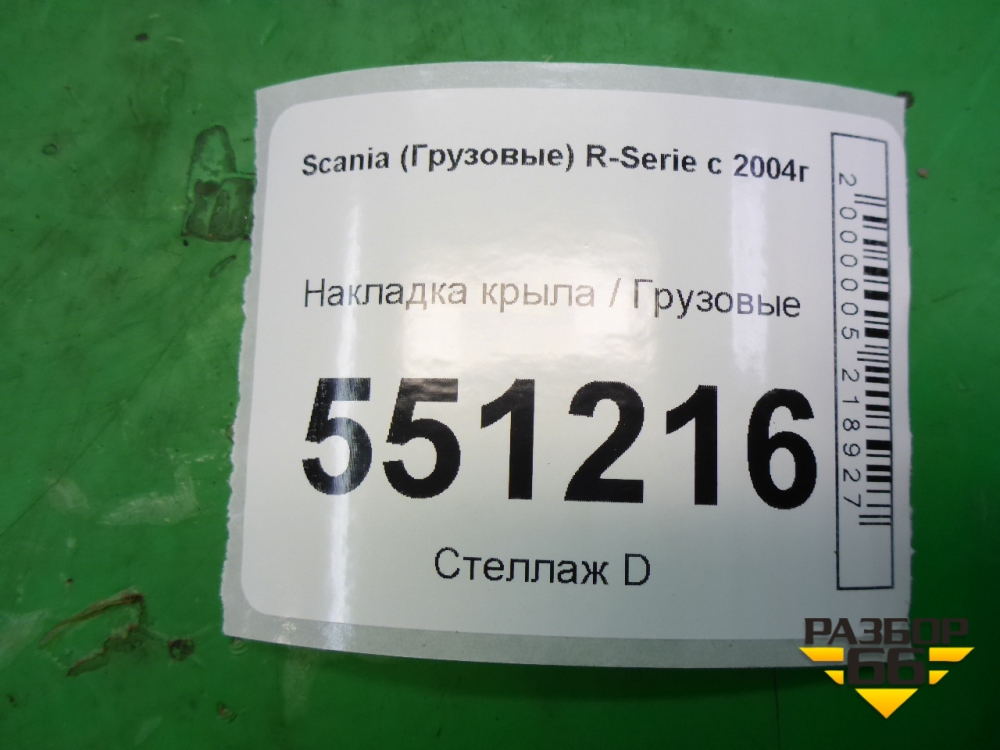 Scania (Грузовые) R-Serie с 2004г
Накладка крыла / Грузовые
551216
Стеллаж D
2000005218927
РАЗБОР
66